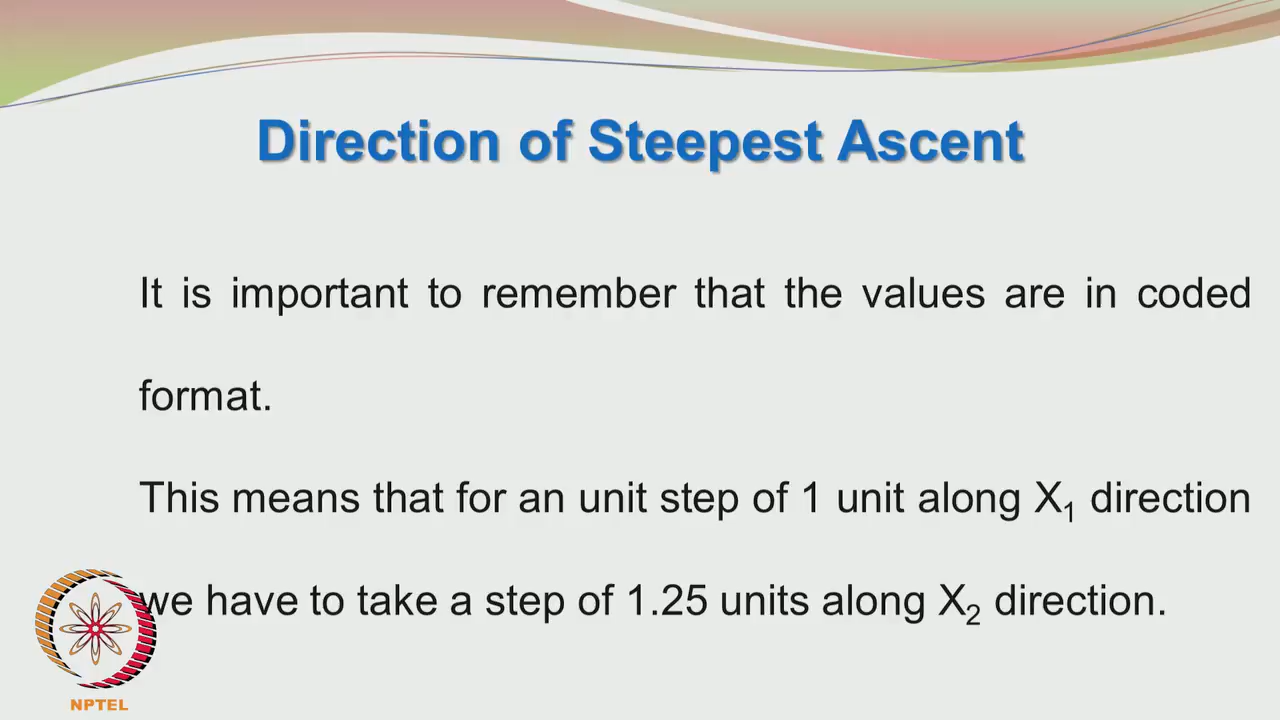 Direction of Steepest Ascent
It is important to remember that the values are in coded
format.
This means that for an unit step of 1 unit along X₁ direction
we have to take a step of 1.25 units along X₂ direction.
NPTEL